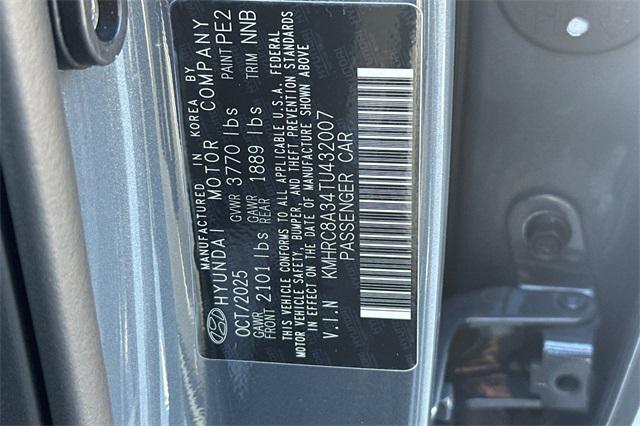 MANUFACTURED IN KOREA BY
HYUNDAI MOTOR COMPANY
OCT/2025 GVWR 3770 lbs PAINT PE2
GAWR FRONT 2101 lbs GAWR REAR 1889 lbs TRIM NNB
THIS VEHICLE CONFORMS TO ALL APPLICABLE U.S.A. FEDERAL
MOTOR VEHICLE SAFETY, BUMPER, AND THEFT PREVENTION STANDARDS
IN EFFECT ON THE DATE OF MANUFACTURE SHOWN ABOVE
V.I.N KMHRC8A34TU432007
PASSENGER CAR